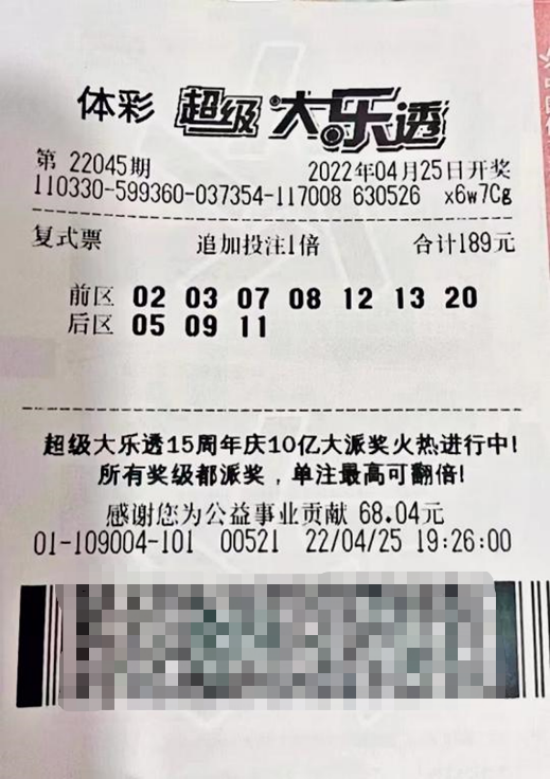 体彩 超级大乐透
第 22045期 2022年04月25日开奖
110330-599360-037354-117008 630526 x6w7Cg
复式票 追加投注1倍 合计189元
前区 02 03 07 08 12 13 20
后区 05 09 11
超级大乐透15周年庆10亿大派奖火热进行中!
所有奖级都派奖，单注最高可翻倍!
感谢您为公益事业贡献 68.04元
01-109004-101 00521 22/04/25 19:26:00